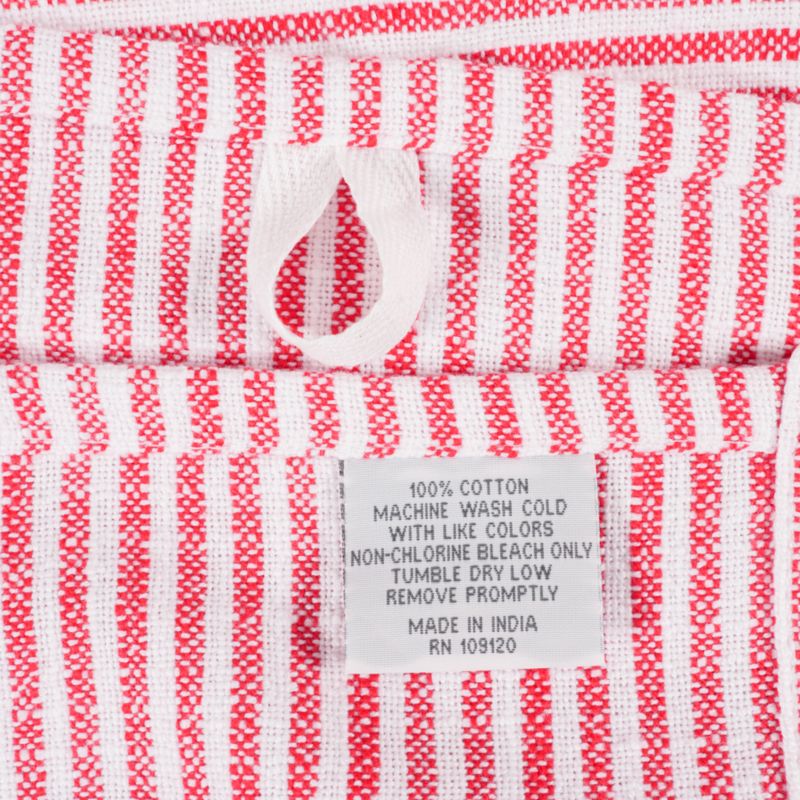 100% COTTON
MACHINE WASH COLD
WITH LIKE COLORS
NON-CHLORINE BLEACH ONLY
TUMBLE DRY LOW
REMOVE PROMPTLY
MADE IN INDIA
RN 109120